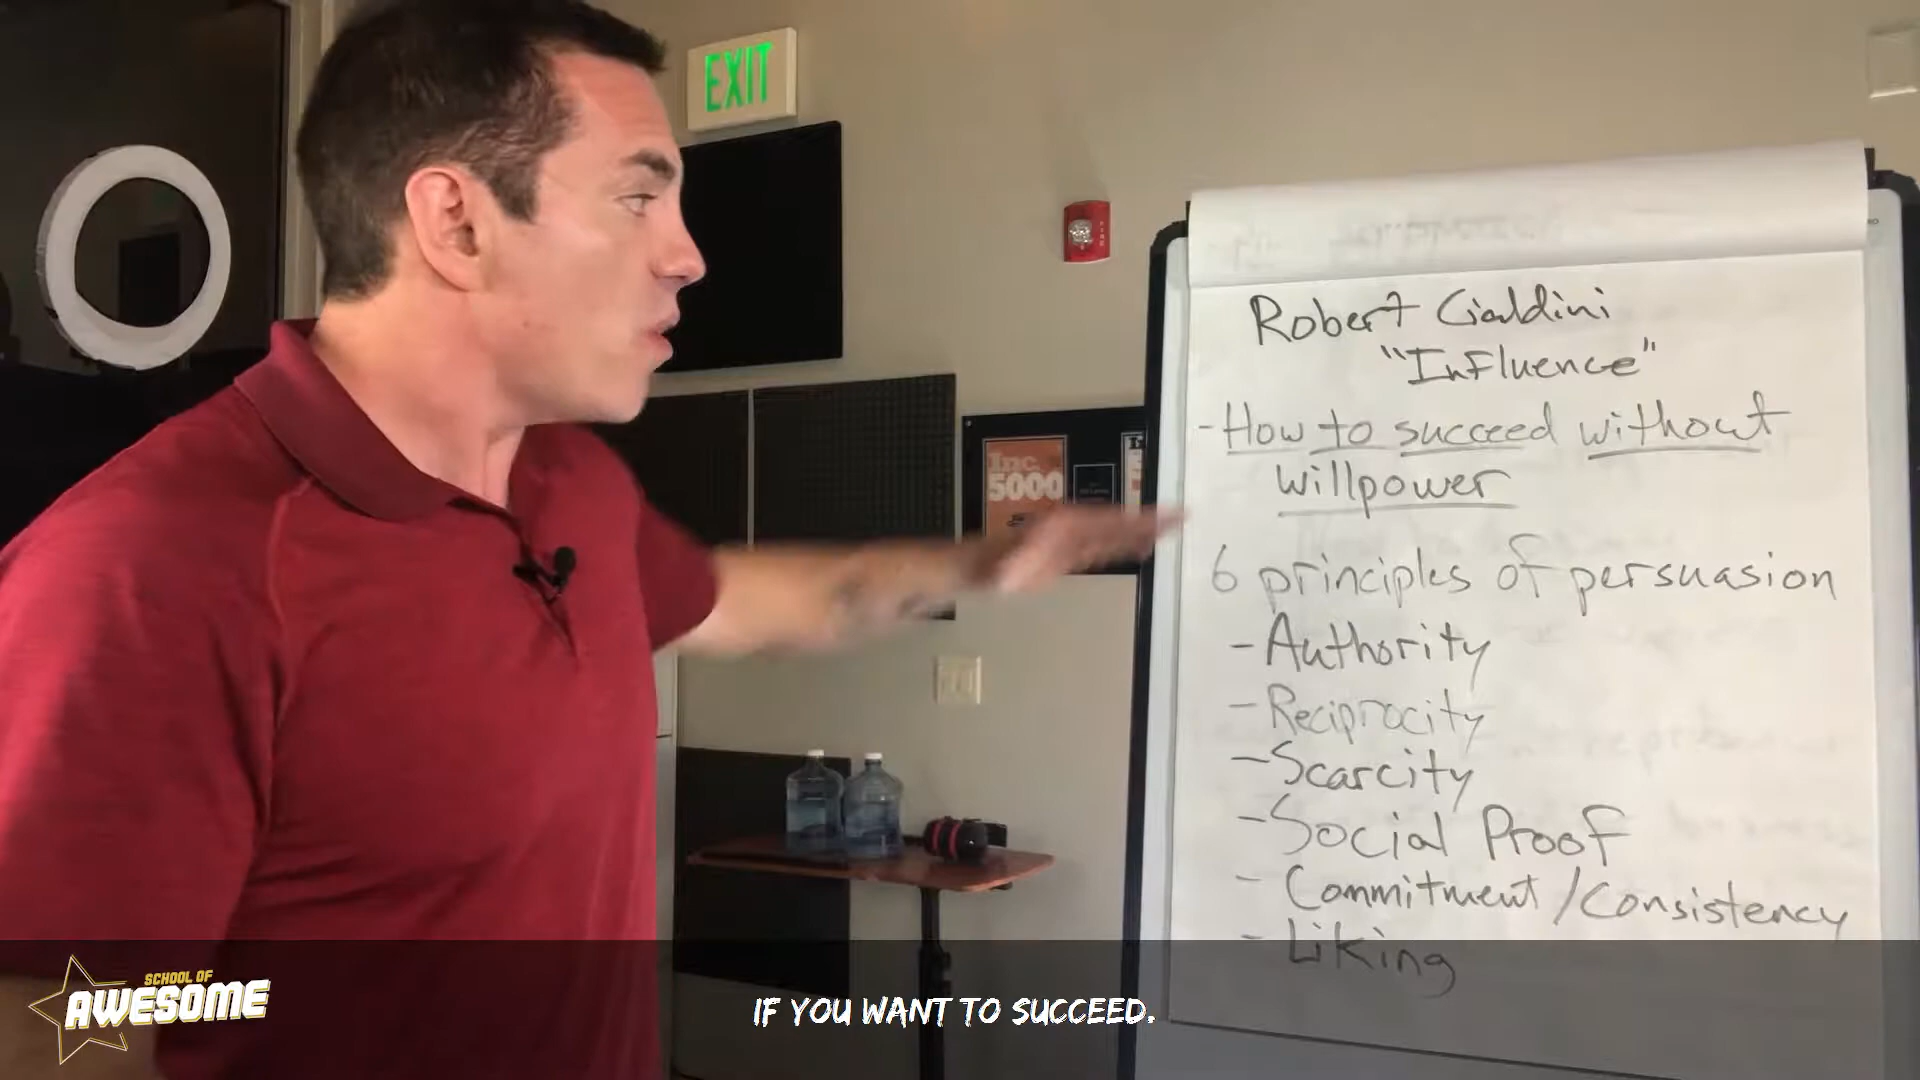 EXIT
Inc.
5000
Robert Cialdini
"Influence"
- How to succeed without
willpower
6 principles of persuasion
- Authority
- Reciprocity
- Scarcity
- Social Proof
- Commitment/Consistency
- Liking
SCHOOL OF
AWESOME
IF YOU WANT TO SUCCEED.